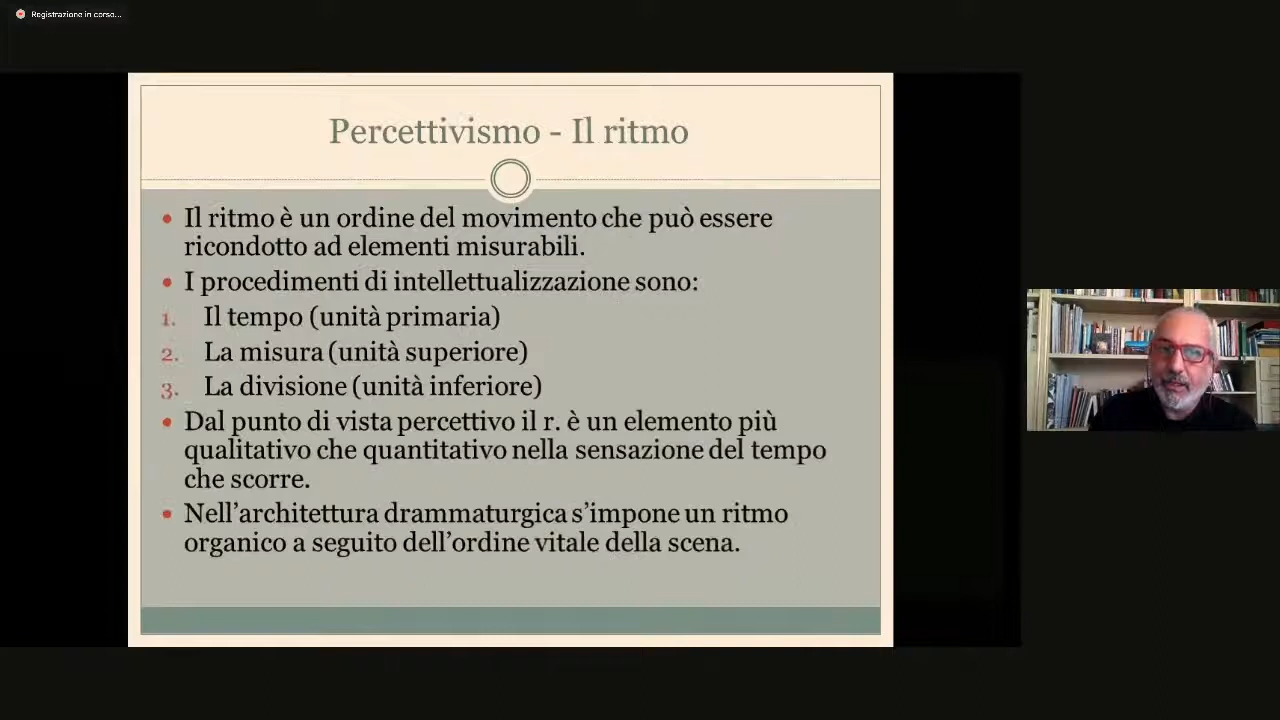 Registrazione in corso...
Percettivismo - Il ritmo
• Il ritmo è un ordine del movimento che può essere
ricondotto ad elementi misurabili.
• I procedimenti di intellettualizzazione sono:
1. Il tempo (unità primaria)
2. La misura (unità superiore)
3. La divisione (unità inferiore)
• Dal punto di vista percettivo il r. è un elemento più
qualitativo che quantitativo nella sensazione del tempo
che scorre.
• Nell’architettura drammaturgica s’impone un ritmo
organico a seguito dell’ordine vitale della scena.